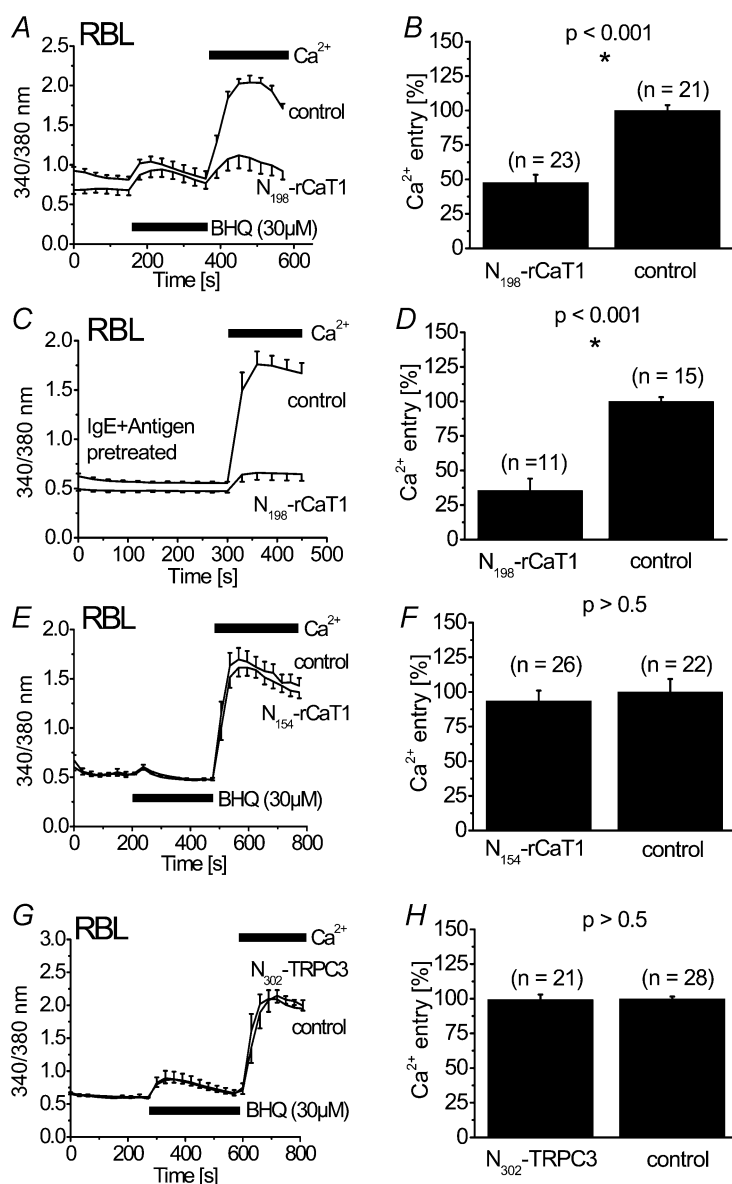 A
RBL
Ca²⁺
2.5
2.0
1.5
1.0
0.5
0.0
340/380 nm
control
N₁₉₈-rCaT1
BHQ (30µM)
0 200 400 600
Time [s]
B
p < 0.001
*
150
125
100
75
50
25
0
Ca²⁺ entry [%]
(n = 23)
(n = 21)
N₁₉₈-rCaT1
control
C
RBL
Ca²⁺
2.0
1.5
1.0
0.5
0.0
340/380 nm
control
IgE+Antigen
pretreated
N₁₉₈-rCaT1
0 100 200 300 400 500
Time [s]
D
p < 0.001
*
150
125
100
75
50
25
0
Ca²⁺ entry [%]
(n =11)
(n = 15)
N₁₉₈-rCaT1
control
E
RBL
Ca²⁺
2.0
1.5
1.0
0.5
0.0
340/380 nm
control
N₁₅₄-rCaT1
BHQ (30µM)
0 200 400 600 800
Time [s]
F
p > 0.5
150
125
100
75
50
25
0
Ca²⁺ entry [%]
(n = 26)
(n = 22)
N₁₅₄-rCaT1
control
G
RBL
Ca²⁺
3.0
2.5
2.0
1.5
1.0
0.5
0.0
340/380 nm
N₃₀₂-TRPC3
control
BHQ (30µM)
0 200 400 600 800
Time [s]
H
p > 0.5
150
125
100
75
50
25
0
Ca²⁺ entry [%]
(n = 21)
(n = 28)
N₃₀₂-TRPC3
control